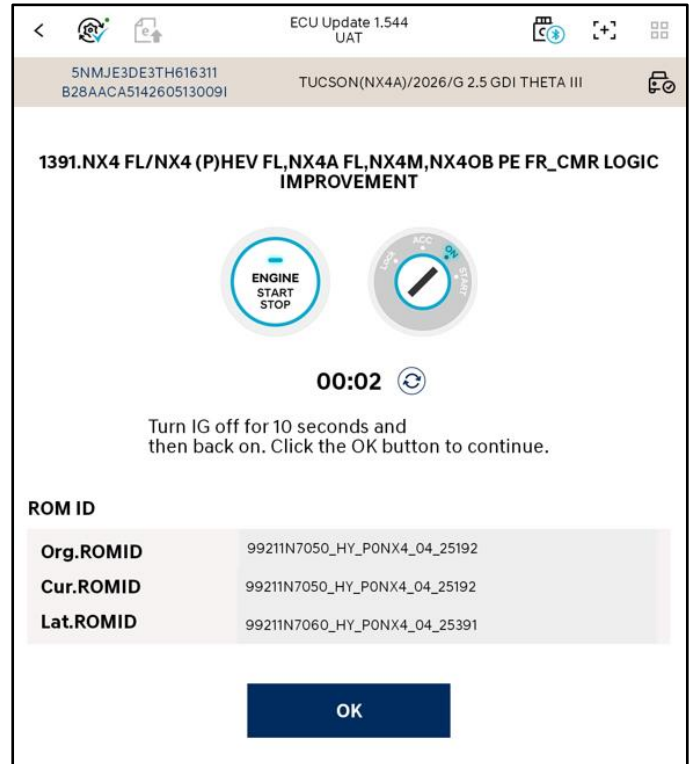 ECU Update 1.544
UAT
5NMJE3DE3TH616311
B28AACA514260513009I
TUCSON(NX4A)/2026/G 2.5 GDI THETA III
1391.NX4 FL/NX4 (P)HEV FL,NX4A FL,NX4M,NX4OB PE FR_CMR LOGIC
IMPROVEMENT
ENGINE
START
STOP
Lock
ACC
ON
START
00:02
Turn IG off for 10 seconds and
then back on. Click the OK button to continue.
ROM ID
Org.ROMID
99211N7050_HY_P0NX4_04_25192
Cur.ROMID
99211N7050_HY_P0NX4_04_25192
Lat.ROMID
99211N7060_HY_P0NX4_04_25391
OK